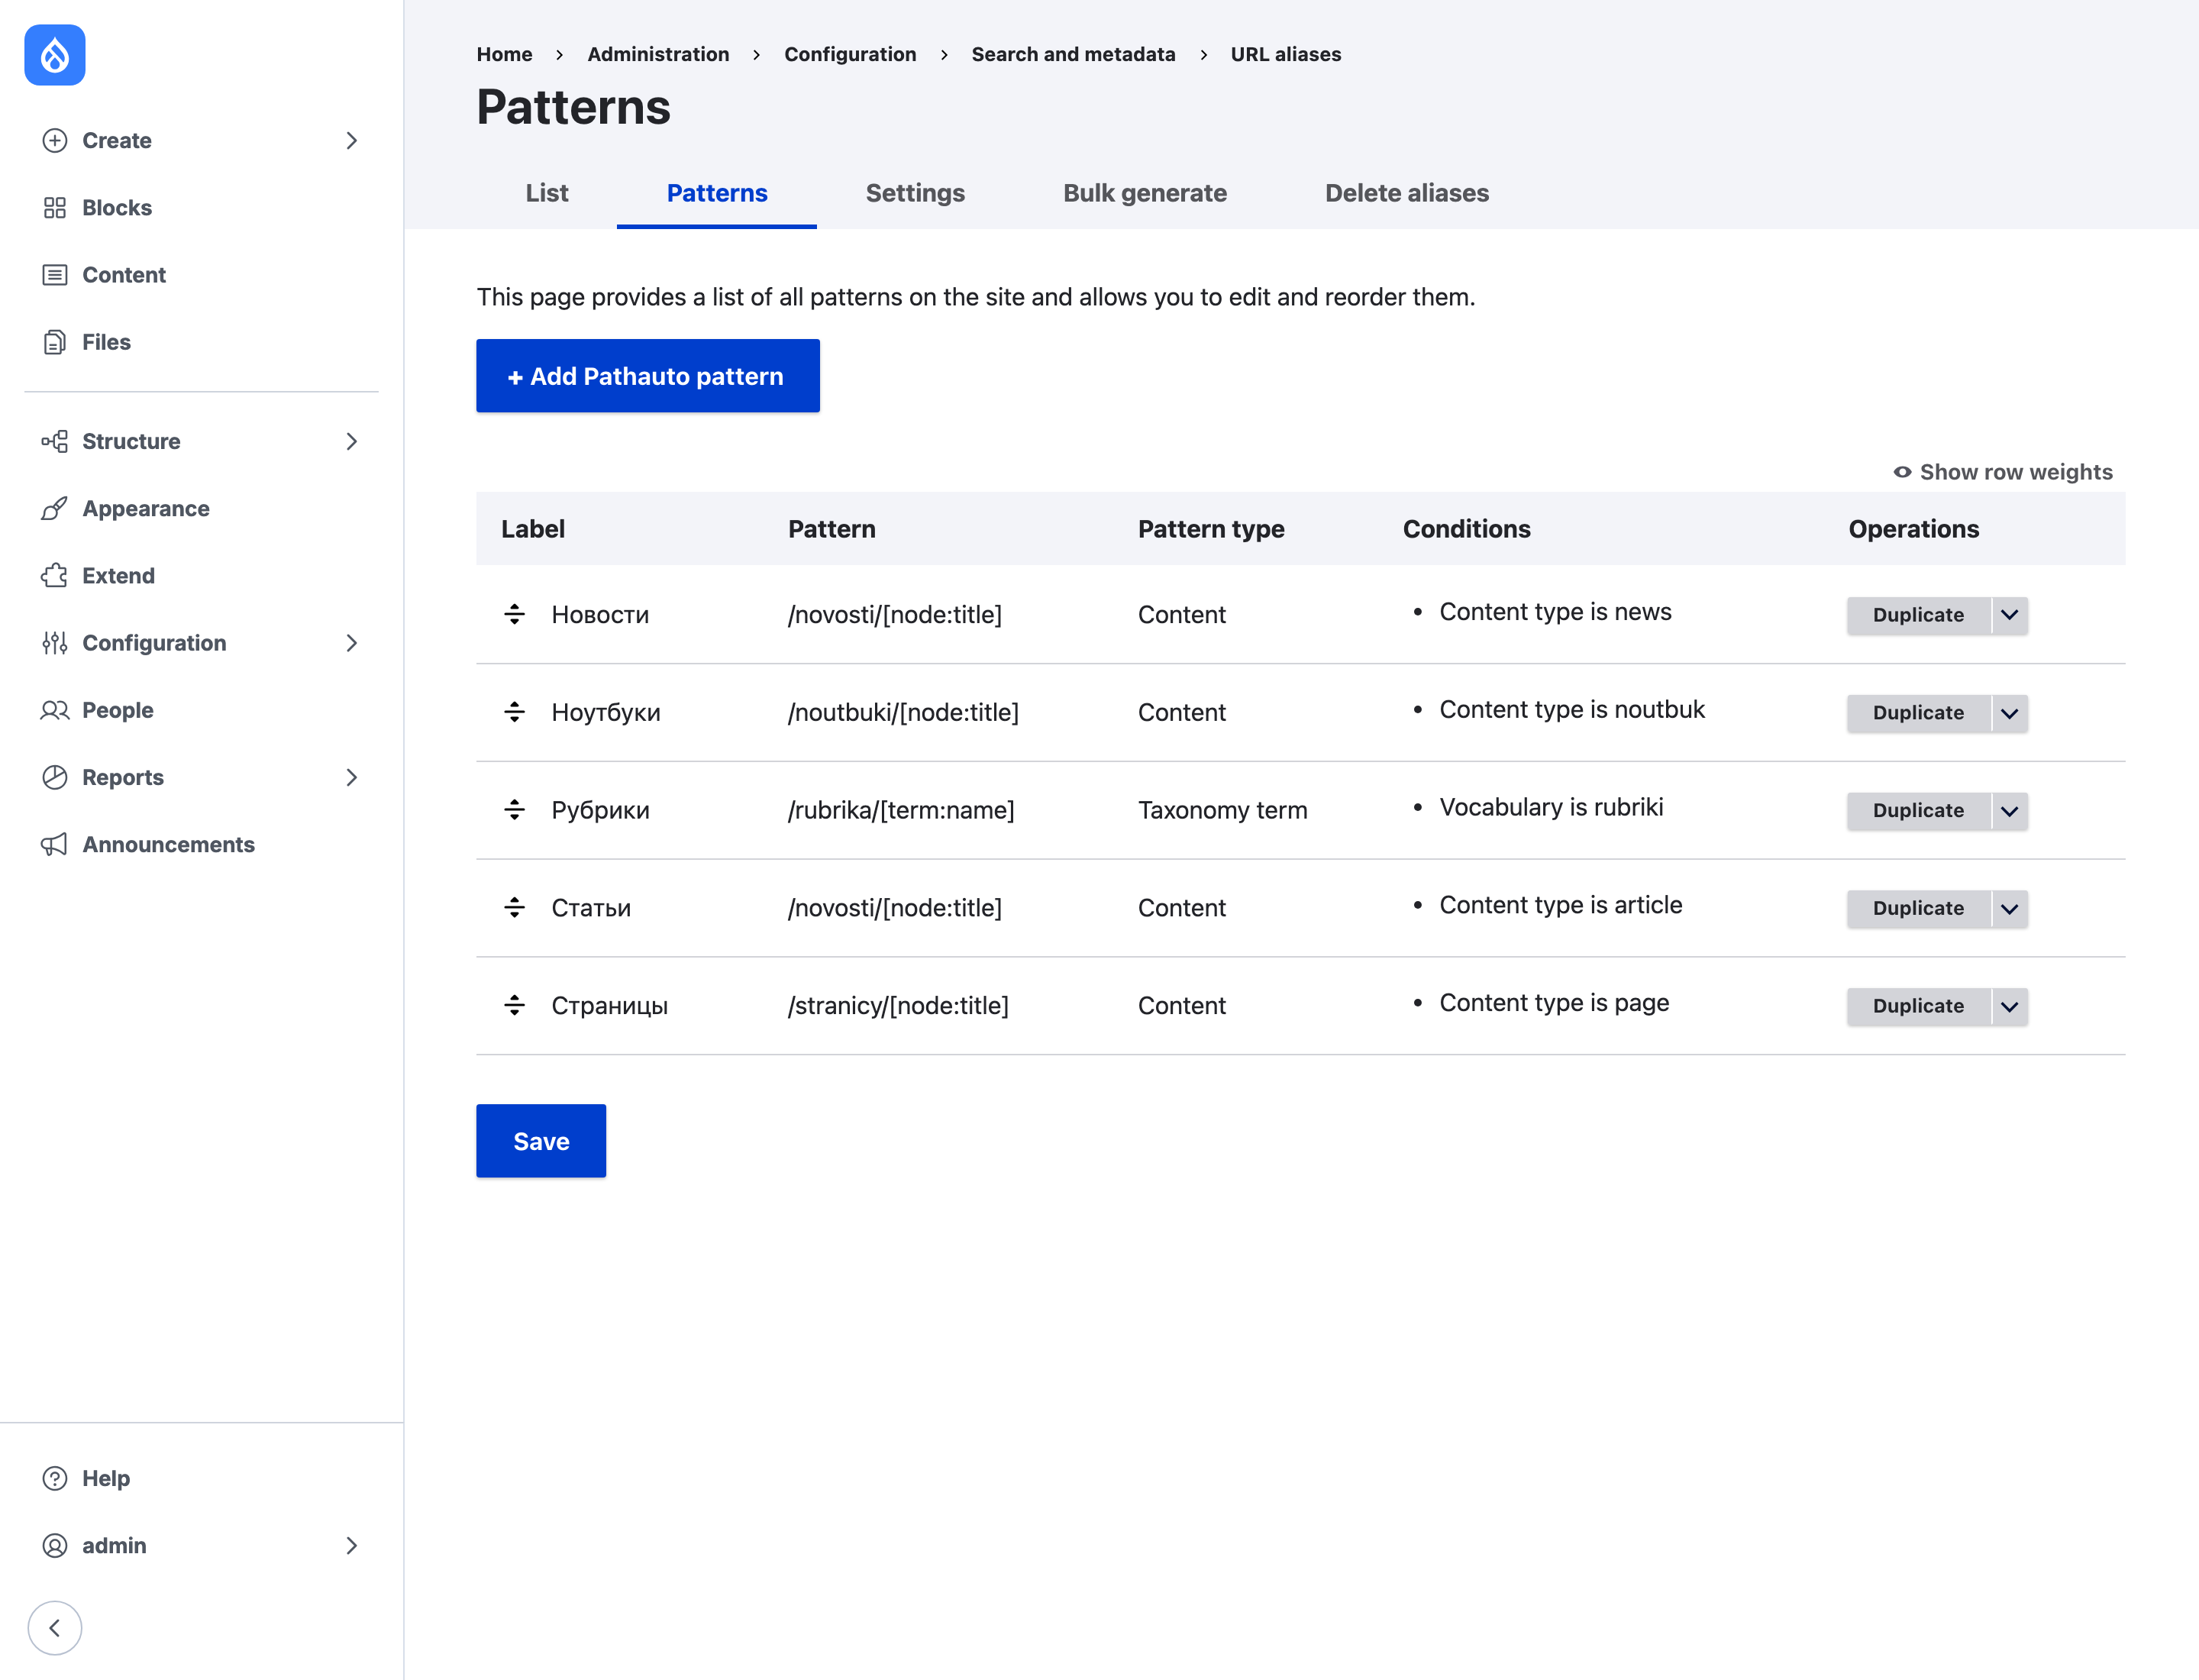 Create
Blocks
Content
Files
Structure
Appearance
Extend
Configuration
People
Reports
Announcements
Help
admin
Home › Administration › Configuration › Search and metadata › URL aliases
Patterns
List Patterns Settings Bulk generate Delete aliases
This page provides a list of all patterns on the site and allows you to edit and reorder them.
+ Add Pathauto pattern
Show row weights
Label Pattern Pattern type Conditions Operations
Новости /novosti/[node:title] Content • Content type is news Duplicate
Ноутбуки /noutbuki/[node:title] Content • Content type is noutbuk Duplicate
Рубрики /rubrika/[term:name] Taxonomy term • Vocabulary is rubriki Duplicate
Статьи /novosti/[node:title] Content • Content type is article Duplicate
Страницы /stranicy/[node:title] Content • Content type is page Duplicate
Save